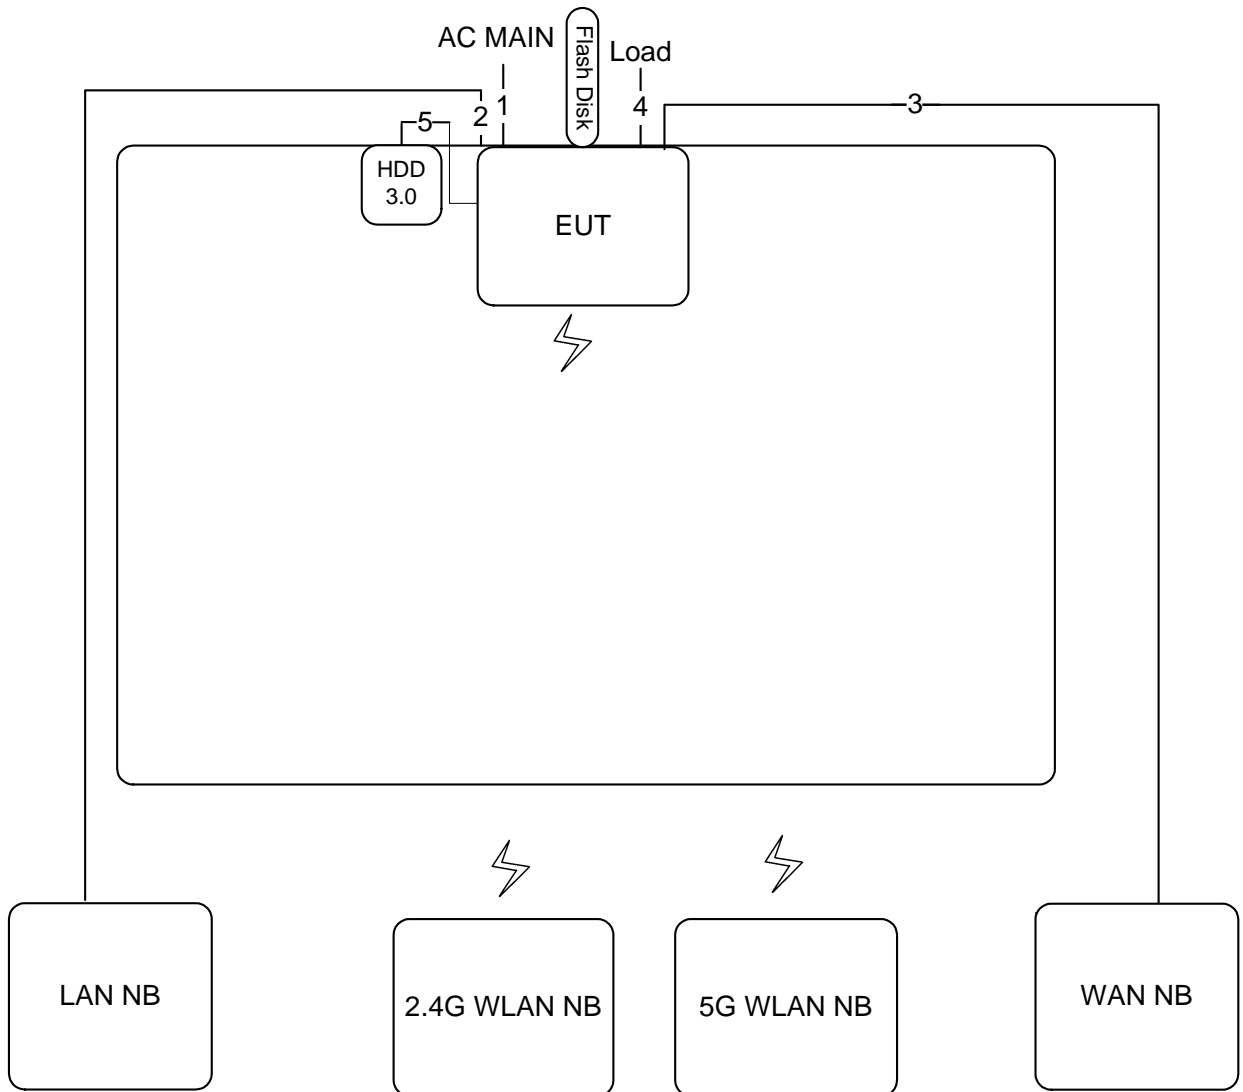 AC MAIN
Flash Disk
Load
1
2
3
4
5
HDD
3.0
EUT
LAN NB
2.4G WLAN NB
5G WLAN NB
WAN NB